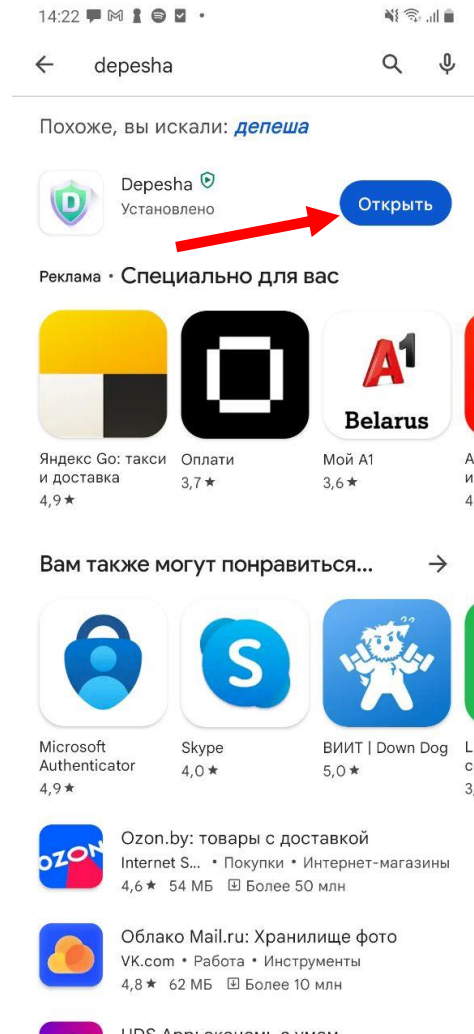 14:22
depesha
Похоже, вы искали: депеша
D
Depesha
Установлено
Открыть
Реклама • Специально для вас
A1
Belarus
Яндекс Go: такси
и доставка
4,9 ★
Оплати
3,7 ★
Мой А1
3,6 ★
Вам также могут понравиться...
S
Microsoft
Authenticator
4,9 ★
Skype
4,0 ★
ВИИТ | Down Dog
5,0 ★
OZON
Ozon.by: товары с доставкой
Internet S... • Покупки • Интернет-магазины
4,6 ★ 54 МБ Более 50 млн
Облако Mail.ru: Хранилище фото
VK.com • Работа • Инструменты
4,8 ★ 62 МБ Более 10 млн